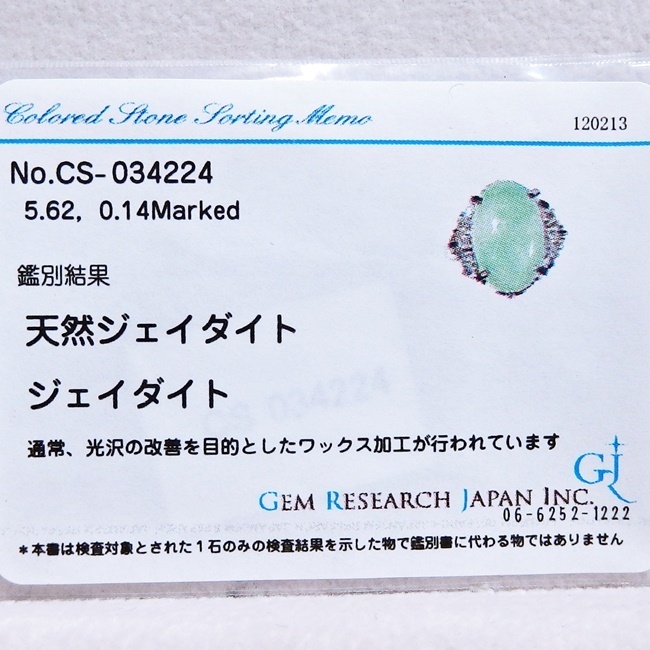 Colored Stone Sorting Memo
120213
No.CS-034224
5.62, 0.14Marked
鑑別結果
天然ジェイダイト
ジェイダイト
CS 034224
通常、光沢の改善を目的としたワックス加工が行われています
GJ
GEM RESEARCH JAPAN INC.
06-6252-1222
*本書は検査対象とされた1石のみの検査結果を示した物で鑑別書に代わる物ではありません